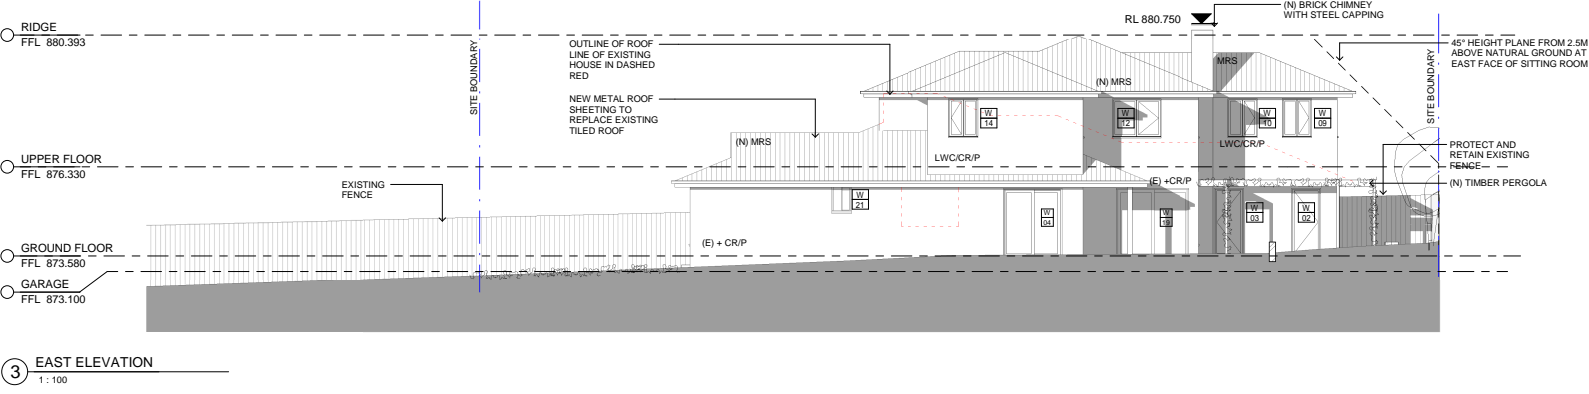 RIDGE
FFL 880.393
SITE BOUNDARY
OUTLINE OF ROOF
LINE OF EXISTING
HOUSE IN DASHED
RED
NEW METAL ROOF
SHEETING TO
REPLACE EXISTING
TILED ROOF
RL 880.750
(N) BRICK CHIMNEY
WITH STEEL CAPPING
45° HEIGHT PLANE FROM 2.5M
ABOVE NATURAL GROUND AT
EAST FACE OF SITTING ROOM
SITE BOUNDARY
MRS
(N) MRS
W
14
W
12
W
10
W
09
(N) MRS
LWC/CR/P
LWC/CR/P
UPPER FLOOR
FFL 876.330
PROTECT AND
RETAIN EXISTING
FENCE
(N) TIMBER PERGOLA
EXISTING
FENCE
(E) +CR/P
W
21
W
04
W
19
W
03
W
02
(E) + CR/P
GROUND FLOOR
FFL 873.580
GARAGE
FFL 873.100
3
EAST ELEVATION
1 : 100